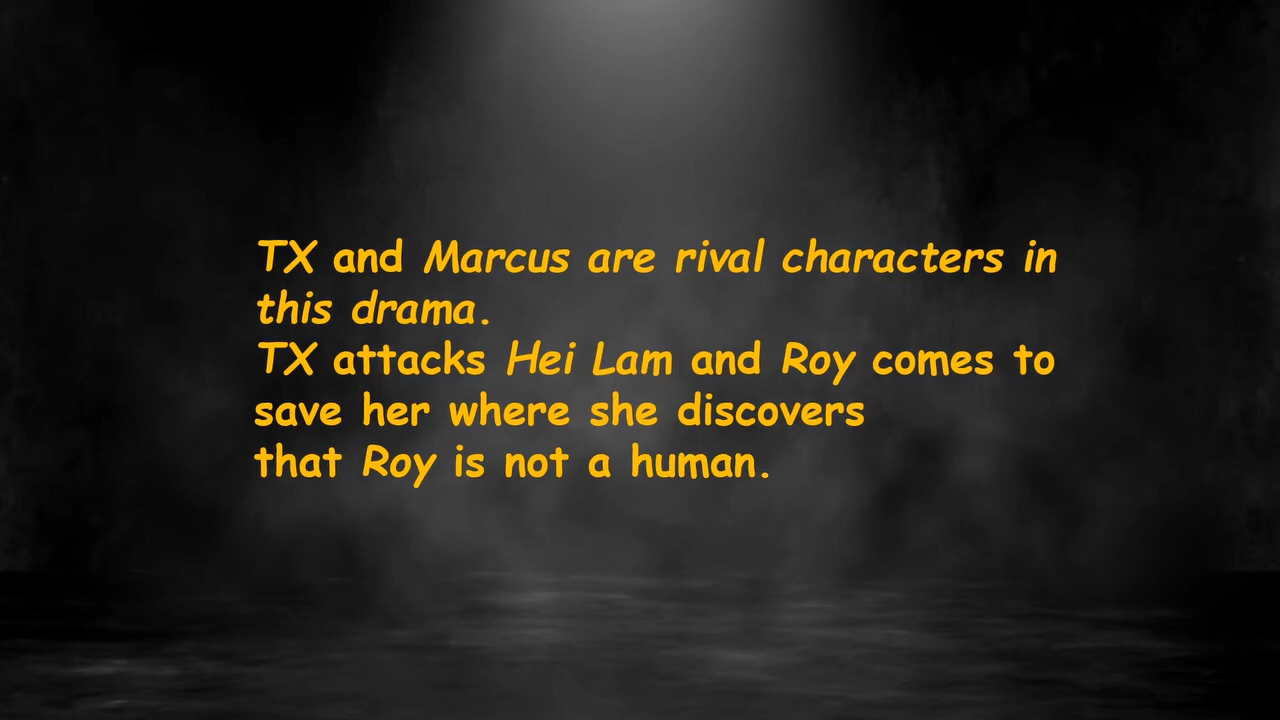 TX and Marcus are rival characters in
this drama.
TX attacks Hei Lam and Roy comes to
save her where she discovers
that Roy is not a human.